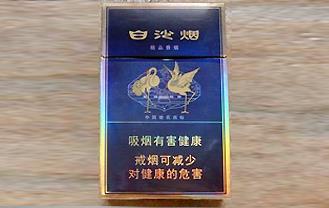 白沙烟
精品香烟
吸烟有害健康
戒烟可减少
对健康的危害